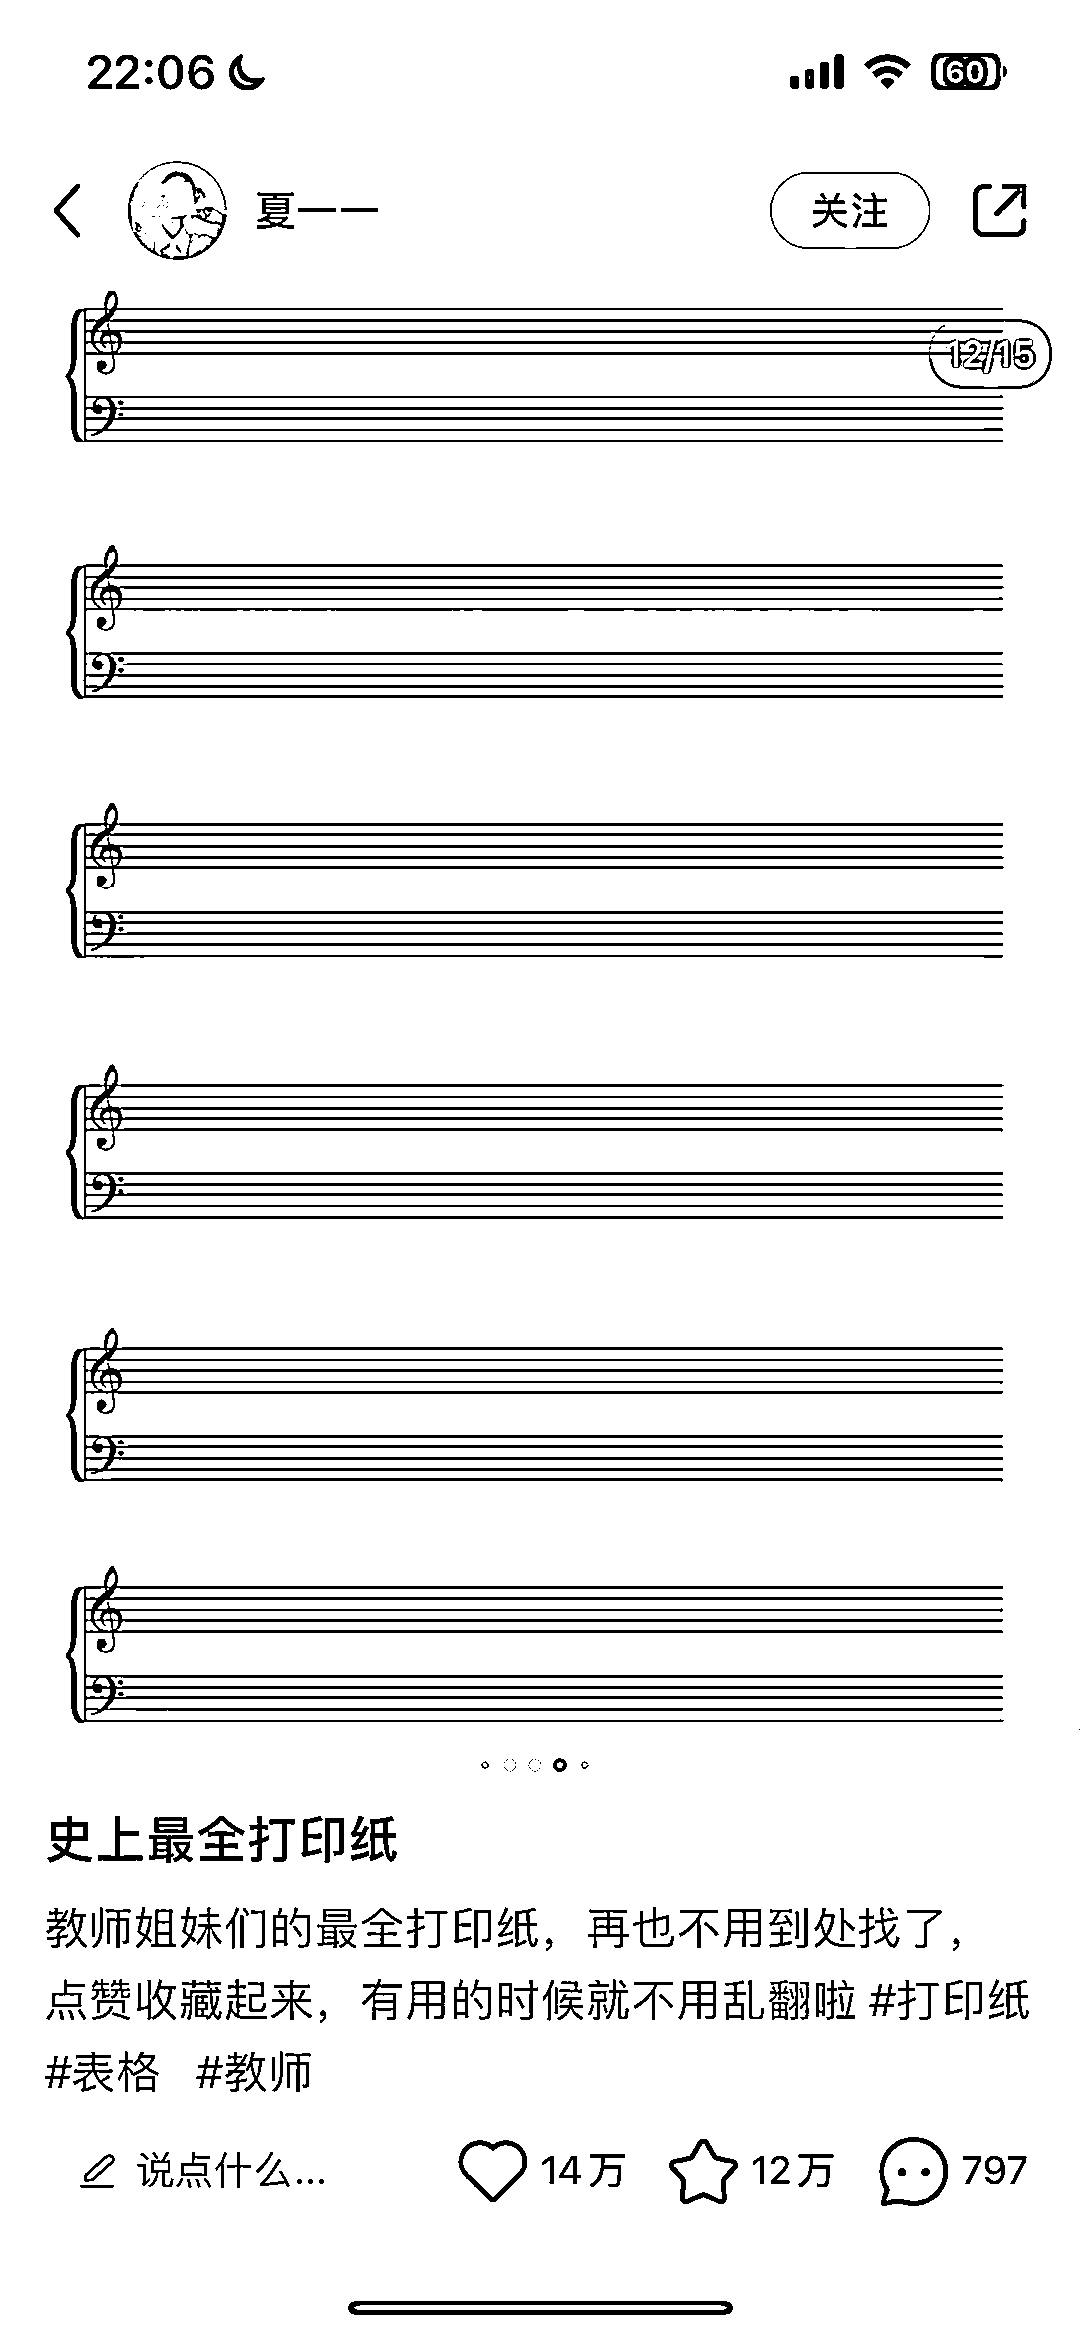 22:06
60
夏一一
关注
12/15
史上最全打印纸
教师姐妹们的最全打印纸，再也不用到处找了，
点赞收藏起来，有用的时候就不用乱翻啦 #打印纸
#表格 #教师
说点什么...
14万
12万
797